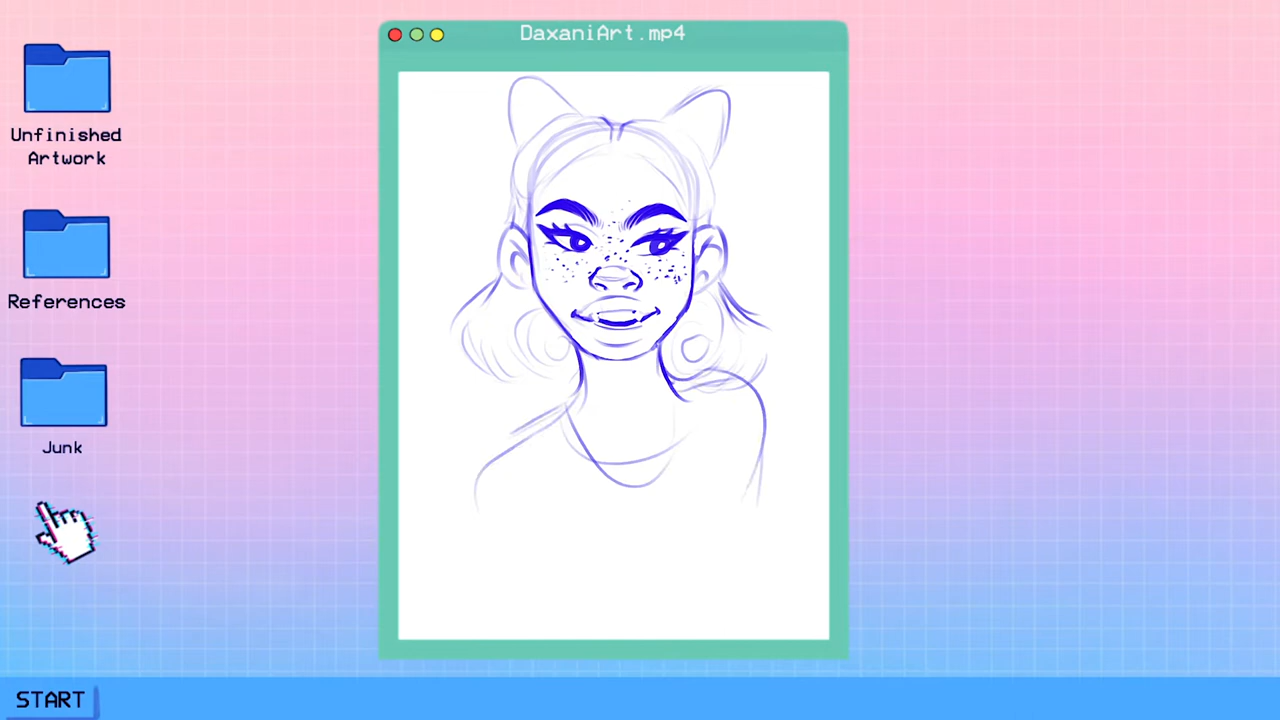 DaxaniArt.mp4
Unfinished
Artwork
References
Junk
START